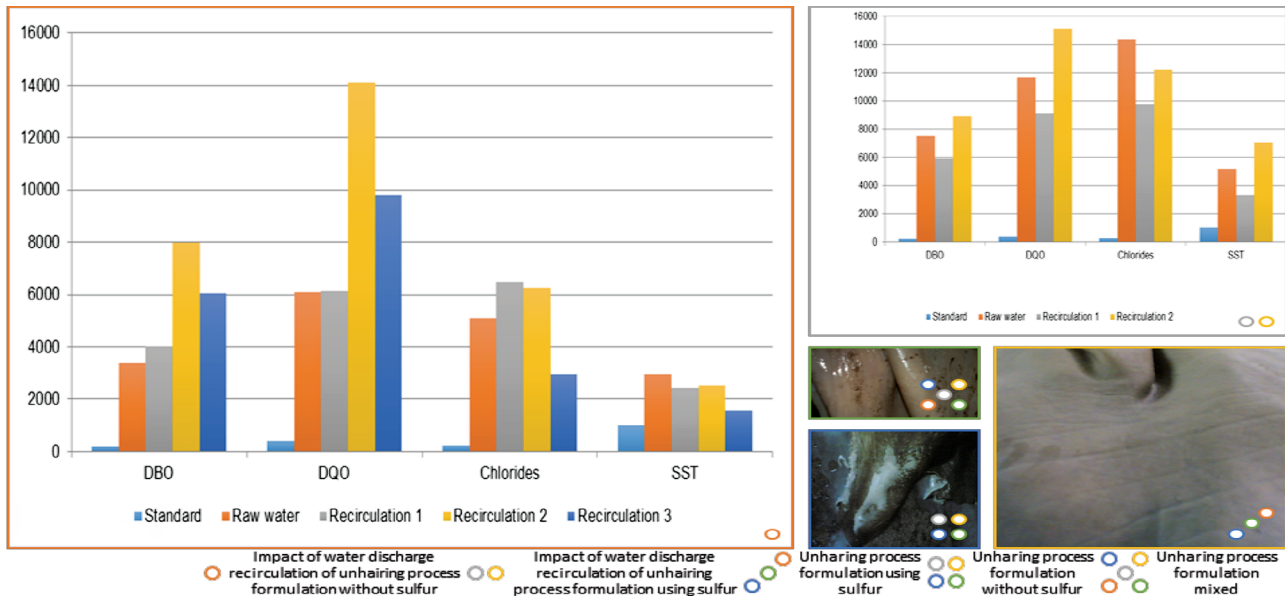 16000
14000
12000
10000
8000
6000
4000
2000
0
DBO DQO Chlorides SST
Standard Raw water Recirculation 1 Recirculation 2 Recirculation 3
16000
14000
12000
10000
8000
6000
4000
2000
0
DBO DQO Chlorides SST
Standard Raw water Recirculation 1 Recirculation 2
Impact of water discharge
recirculation of unhairing process
formulation without sulfur
Impact of water discharge
recirculation of unhairing
process formulation using sulfur
Unharing process
formulation using
sulfur
Unharing process
formulation
without sulfur
Unharing process
formulation
mixed